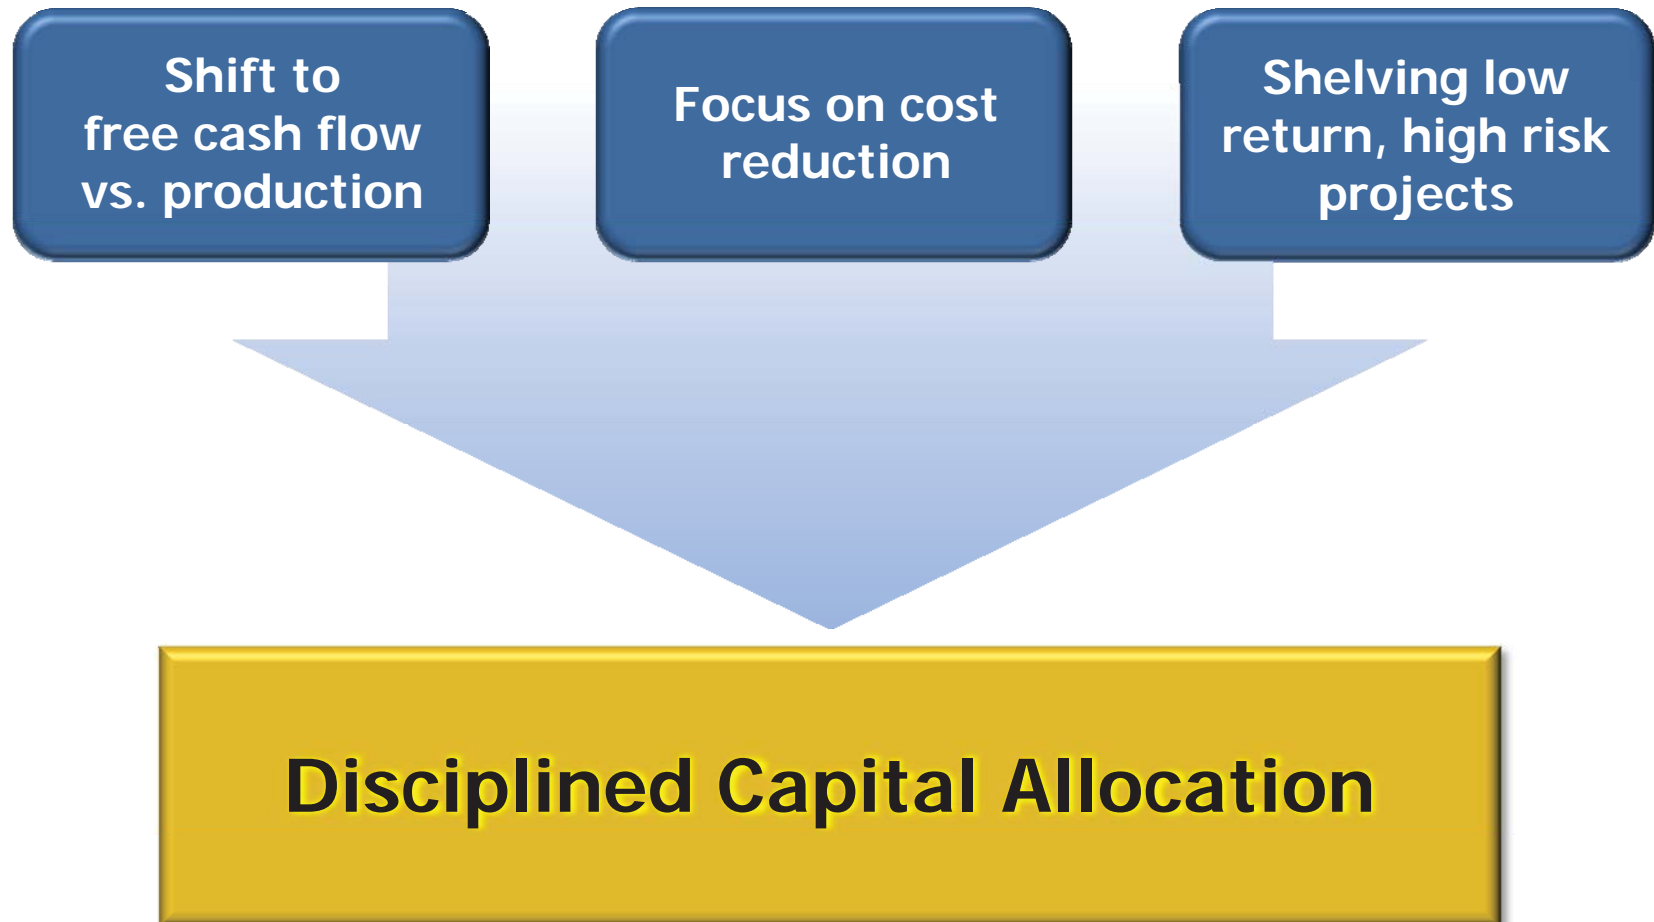 Shift to
free cash flow
vs. production
Focus on cost
reduction
Shelving low
return, high risk
projects
Disciplined Capital Allocation